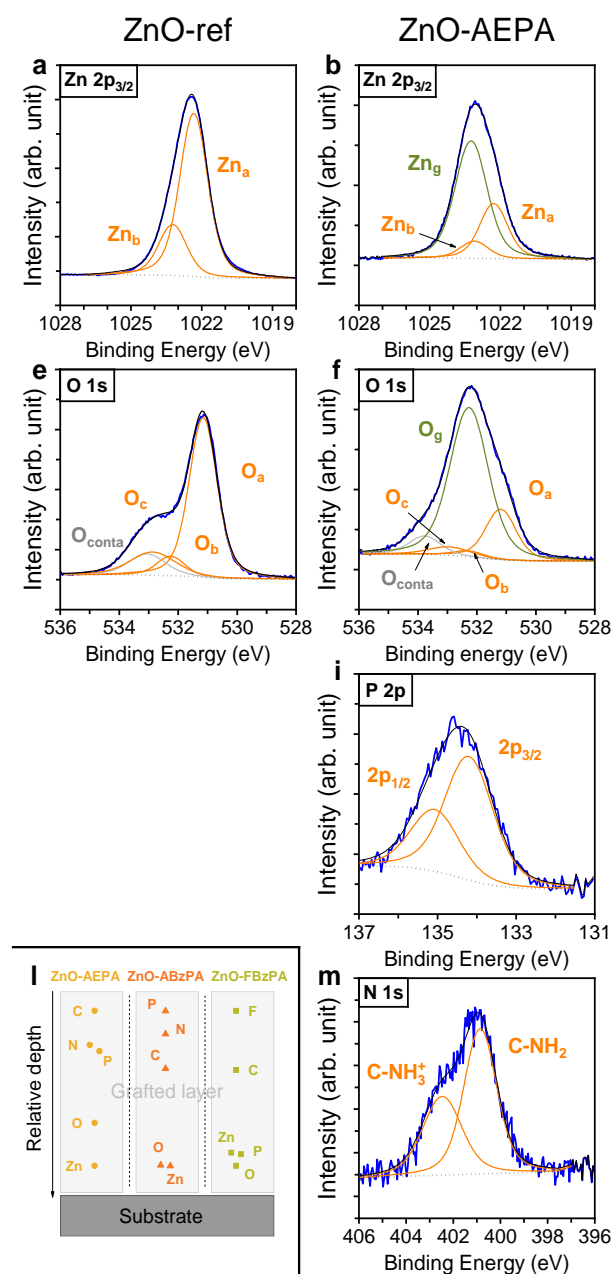 ZnO-ref
ZnO-AEPA
a
Zn 2p3/2
Zna
Znb
Intensity (arb. unit)
1028 1025 1022 1019
Binding Energy (eV)
b
Zn 2p3/2
Zng
Znb
Zna
Intensity (arb. unit)
1028 1025 1022 1019
Binding Energy (eV)
e
O 1s
Oa
Oc
Oconta
Ob
Intensity (arb. unit)
536 534 532 530 528
Binding Energy (eV)
f
O 1s
Og
Oc
Oa
Oconta
Ob
Intensity (arb. unit)
536 534 532 530 528
Binding energy (eV)
i
P 2p
2p3/2
2p1/2
Intensity (arb. unit)
137 135 133 131
Binding Energy (eV)
l
ZnO-AEPA ZnO-ABzPA ZnO-FBzPA
Relative depth
C
N
P
O
Zn
P
N
C
O
Zn
F
C
Zn
P
O
Grafted layer
Substrate
m
N 1s
C-NH2
C-NH3+
Intensity (arb. unit)
406 404 402 400 398 396
Binding Energy (eV)